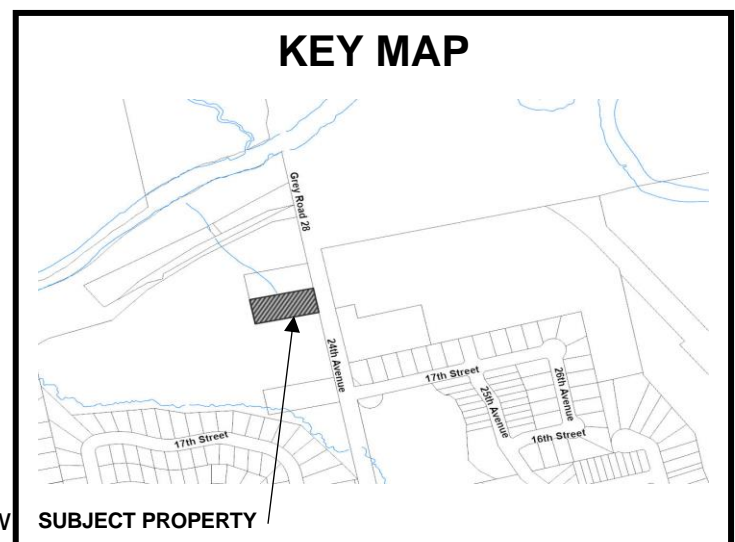 KEY MAP
Grey Road 28
24th Avenue
17th Street
25th Avenue
26th Avenue
16th Street
17th Street
W
SUBJECT PROPERTY